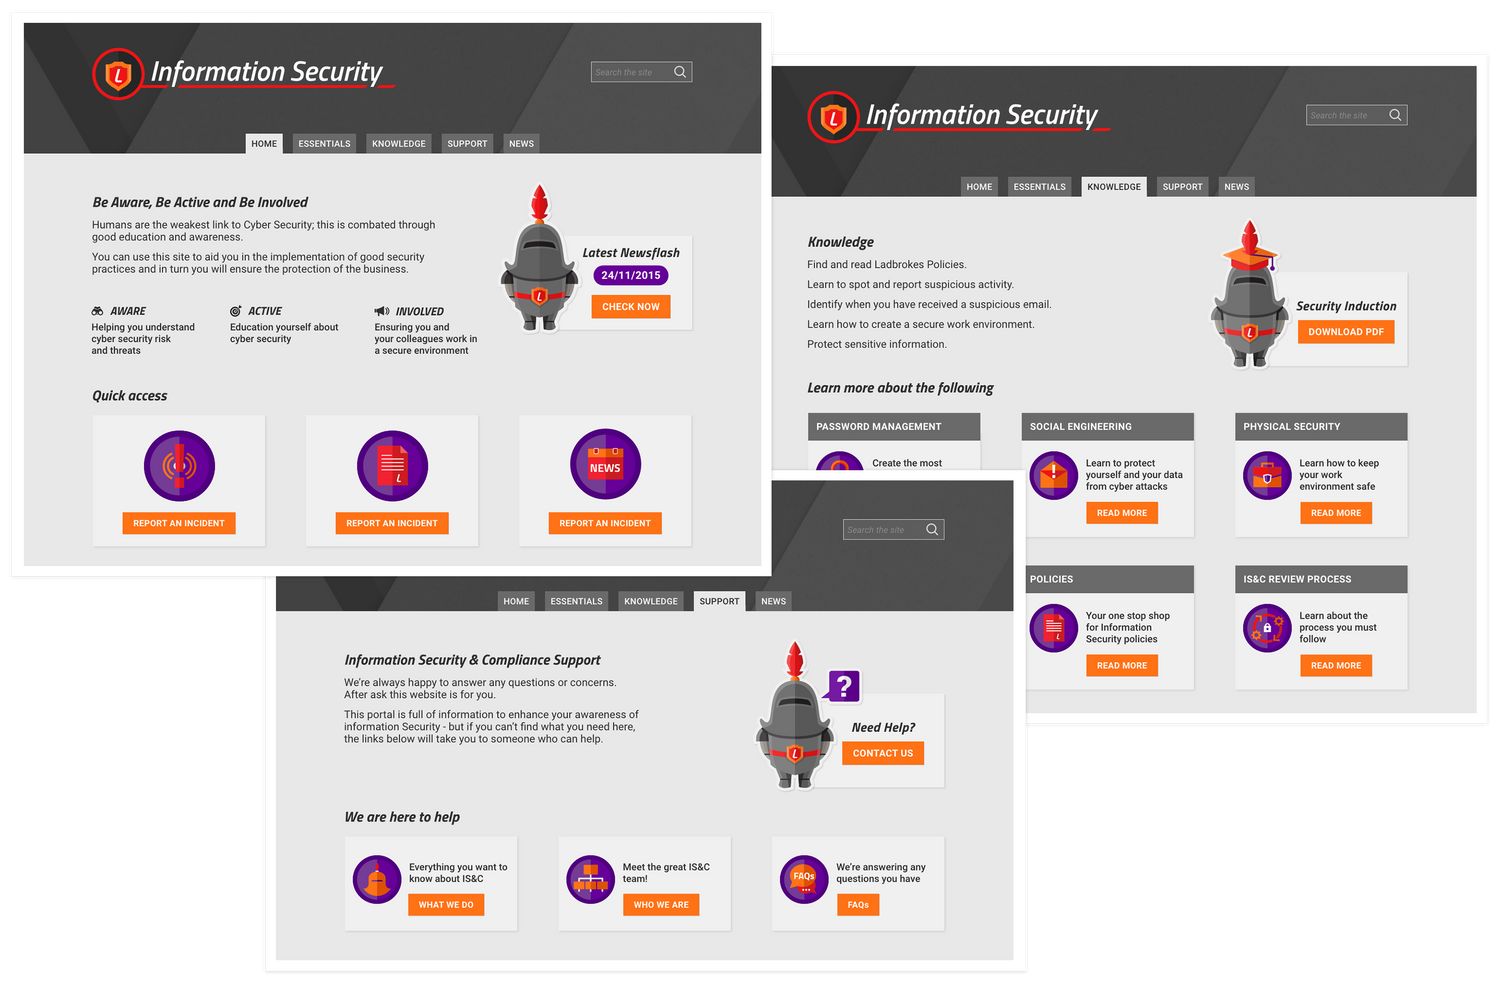 L
Information Security
Search the site
HOME
ESSENTIALS
KNOWLEDGE
SUPPORT
NEWS
Be Aware, Be Active and Be Involved
Humans are the weakest link to Cyber Security; this is combated through
good education and awareness.
You can use this site to aid you in the implementation of good security
practices and in turn you will ensure the protection of the business.
AWARE
Helping you understand
cyber security risk
and threats
ACTIVE
Education yourself about
cyber security
INVOLVED
Ensuring you and
your colleagues work in
a secure environment
L
Latest Newsflash
24/11/2015
CHECK NOW
Quick access
REPORT AN INCIDENT
L
REPORT AN INCIDENT
NEWS
REPORT AN INCIDENT
L
Information Security
Search the site
HOME
ESSENTIALS
KNOWLEDGE
SUPPORT
NEWS
Knowledge
Find and read Ladbrokes Policies.
Learn to spot and report suspicious activity.
Identify when you have received a suspicious email.
Learn how to create a secure work environment.
Protect sensitive information.
L
Security Induction
DOWNLOAD PDF
Learn more about the following
PASSWORD MANAGEMENT
Create the most
SOCIAL ENGINEERING
!
Learn to protect
yourself and your data
from cyber attacks
READ MORE
PHYSICAL SECURITY
Learn how to keep
your work
environment safe
READ MORE
POLICIES
L
Your one stop shop
for Information
Security policies
READ MORE
IS&C REVIEW PROCESS
Learn about the
process you must
follow
READ MORE
Search the site
HOME
ESSENTIALS
KNOWLEDGE
SUPPORT
NEWS
Information Security & Compliance Support
We're always happy to answer any questions or concerns.
After ask this website is for you.
This portal is full of information to enhance your awareness of
information Security - but if you can't find what you need here,
the links below will take you to someone who can help.
?
L
Need Help?
CONTACT US
We are here to help
Everything you want to
know about IS&C
WHAT WE DO
Meet the great IS&C
team!
WHO WE ARE
FAQs
We're answering any
questions you have
FAQs